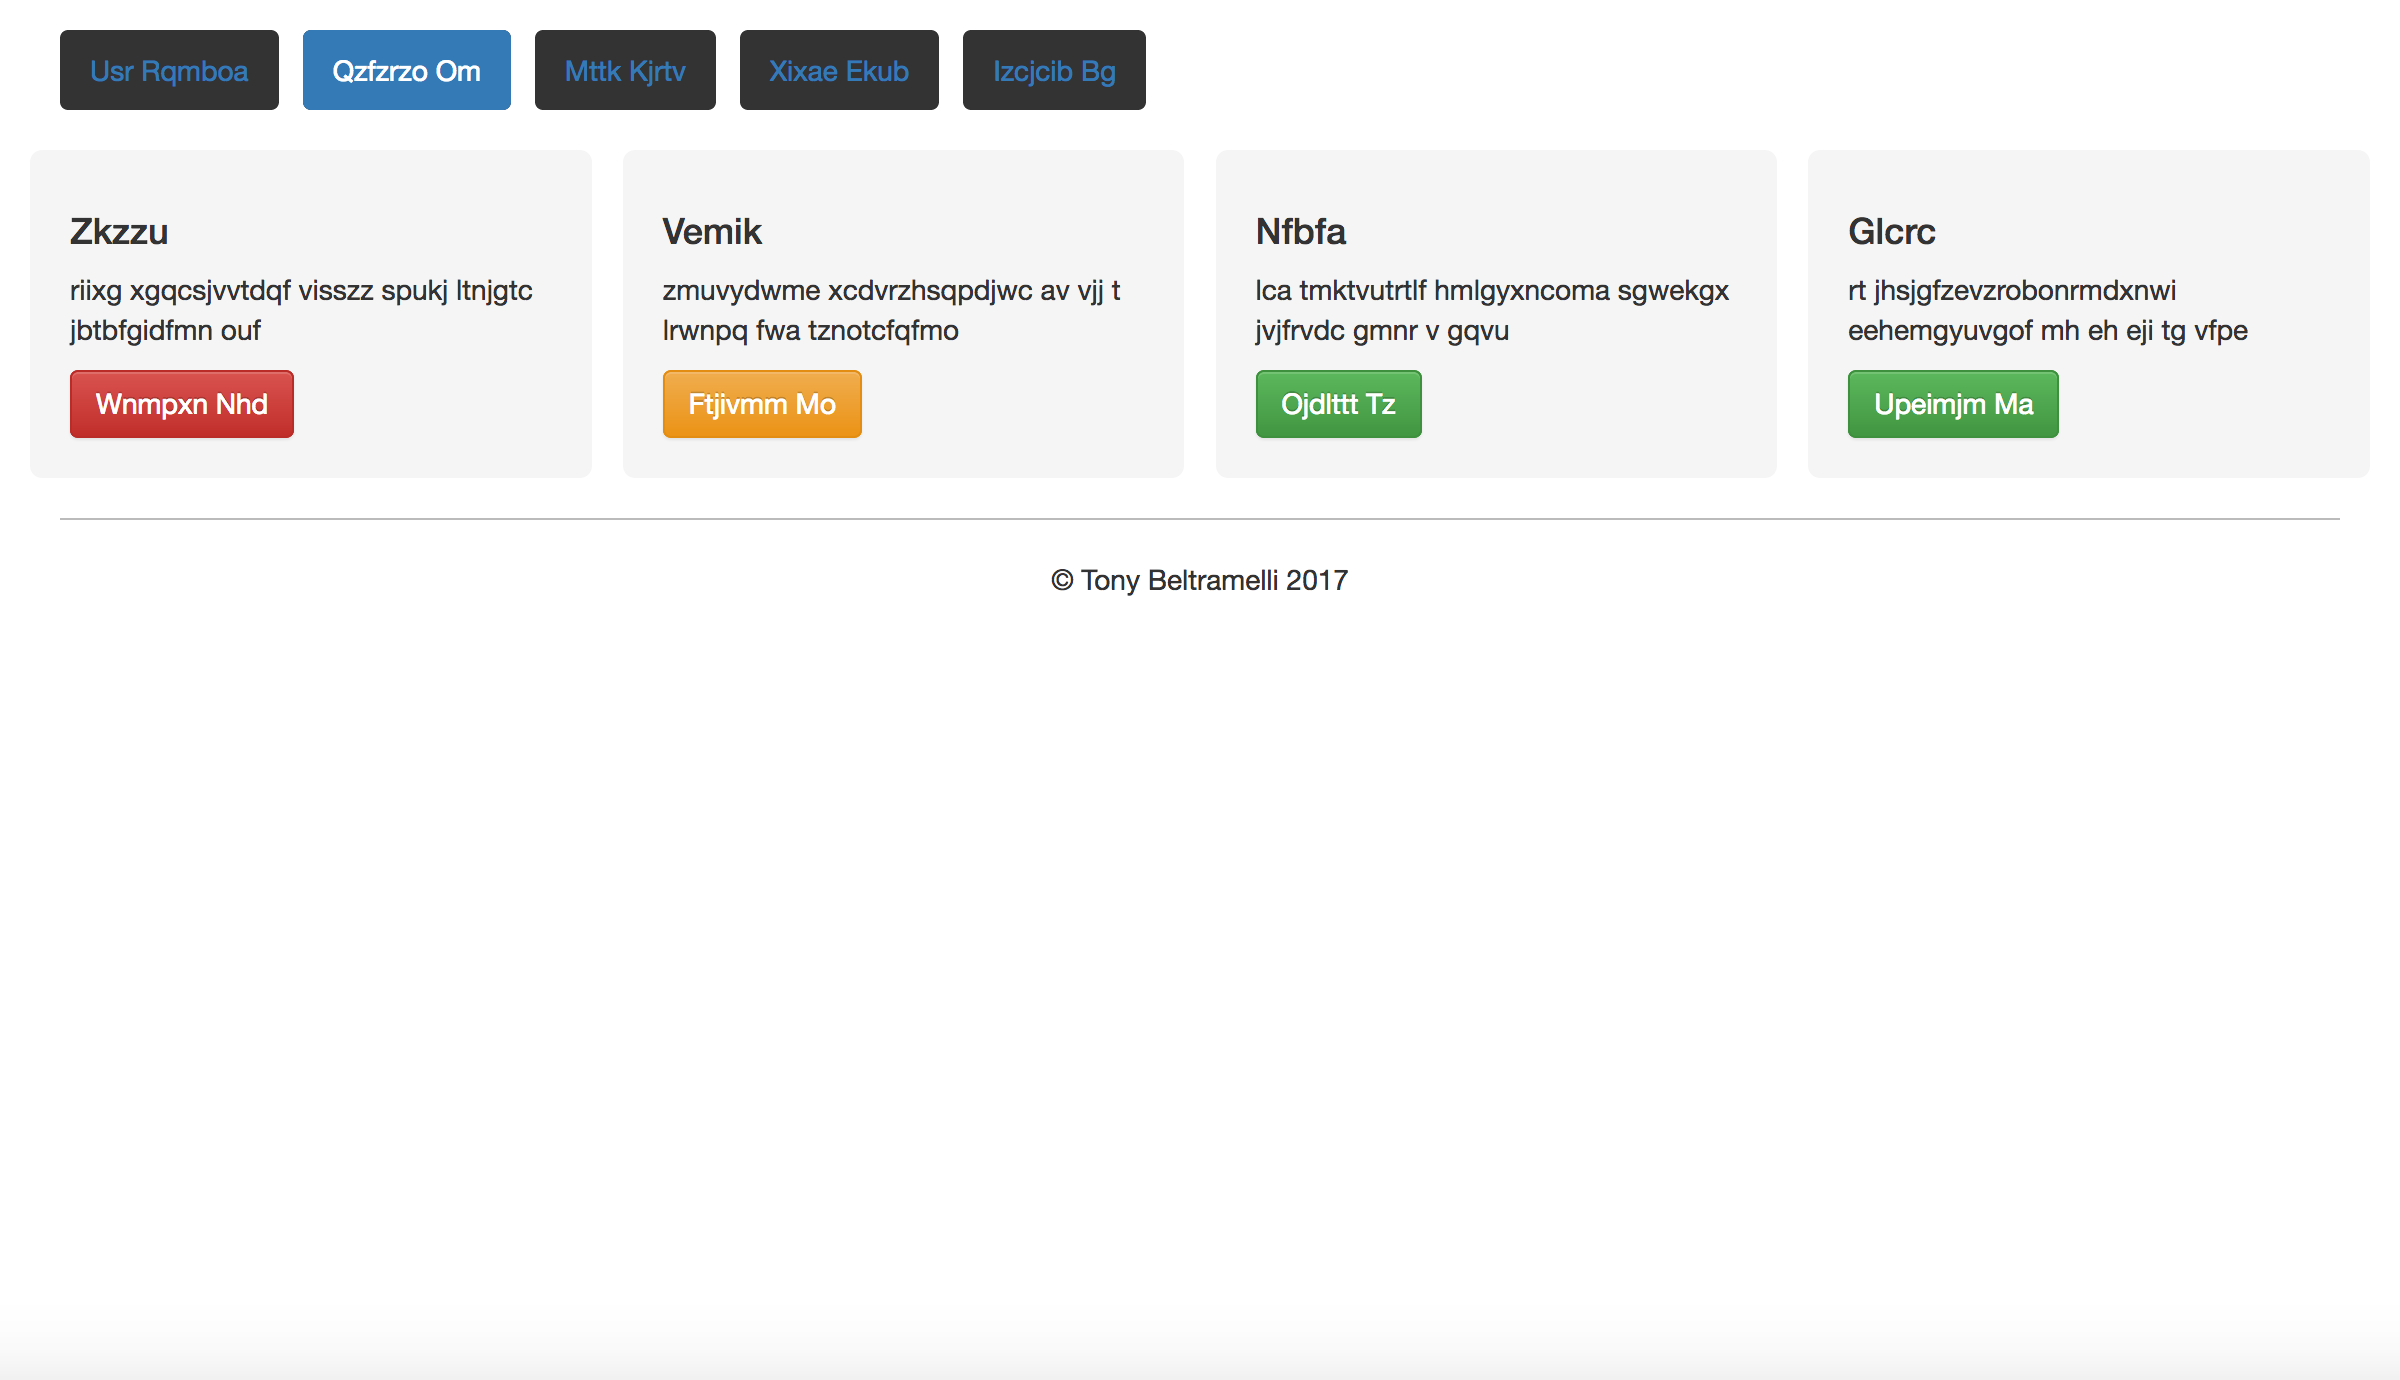 Usr Rqmboa
Qzfzrzo Om
Mttk Kjrtv
Xixae Ekub
Izcjcib Bg
Zkzzu
riixg xgqcsjvvtdqf visszz spukj ltnjgtc
jbtbfgidfmn ouf
Wnmpxn Nhd
Vemik
zmuvydwme xcdvrzhsqpdjwc av vjj t
lrwnpq fwa tznotcfqfmo
Ftjivmm Mo
Nfbfa
lca tmktvutrtlf hmlgyxncoma sgwekgx
jvjfrvdc gmnr v gqvu
Ojdlttt Tz
Glcrc
rt jhsjgfzevzrobonrmdxnwi
eehemgyuvgof mh eh eji tg vfpe
Upeimjm Ma
© Tony Beltramelli 2017